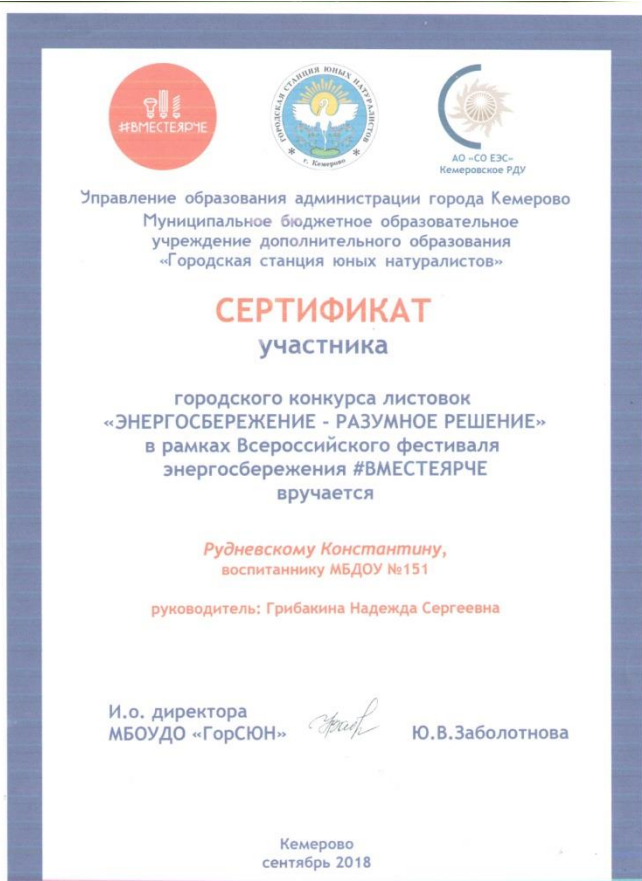 #ВМЕСТЕЯРЧЕ
ГОРОДСКАЯ СТАНЦИЯ ЮНЫХ НАТУРАЛИСТОВ
г. Кемерово
АО «СО ЕЭС»
Кемеровское РДУ
Управление образования администрации города Кемерово
Муниципальное бюджетное образовательное
учреждение дополнительного образования
«Городская станция юных натуралистов»
СЕРТИФИКАТ
участника
городского конкурса листовок
«ЭНЕРГОСБЕРЕЖЕНИЕ - РАЗУМНОЕ РЕШЕНИЕ»
в рамках Всероссийского фестиваля
энергосбережения #ВМЕСТЕЯРЧЕ
вручается
Рудневскому Константину,
воспитаннику МБДОУ №151
руководитель: Грибакина Надежда Сергеевна
И.о. директора
МБОУДО «ГорСЮН»
Ю.В.Заболотнова
Кемерово
сентябрь 2018